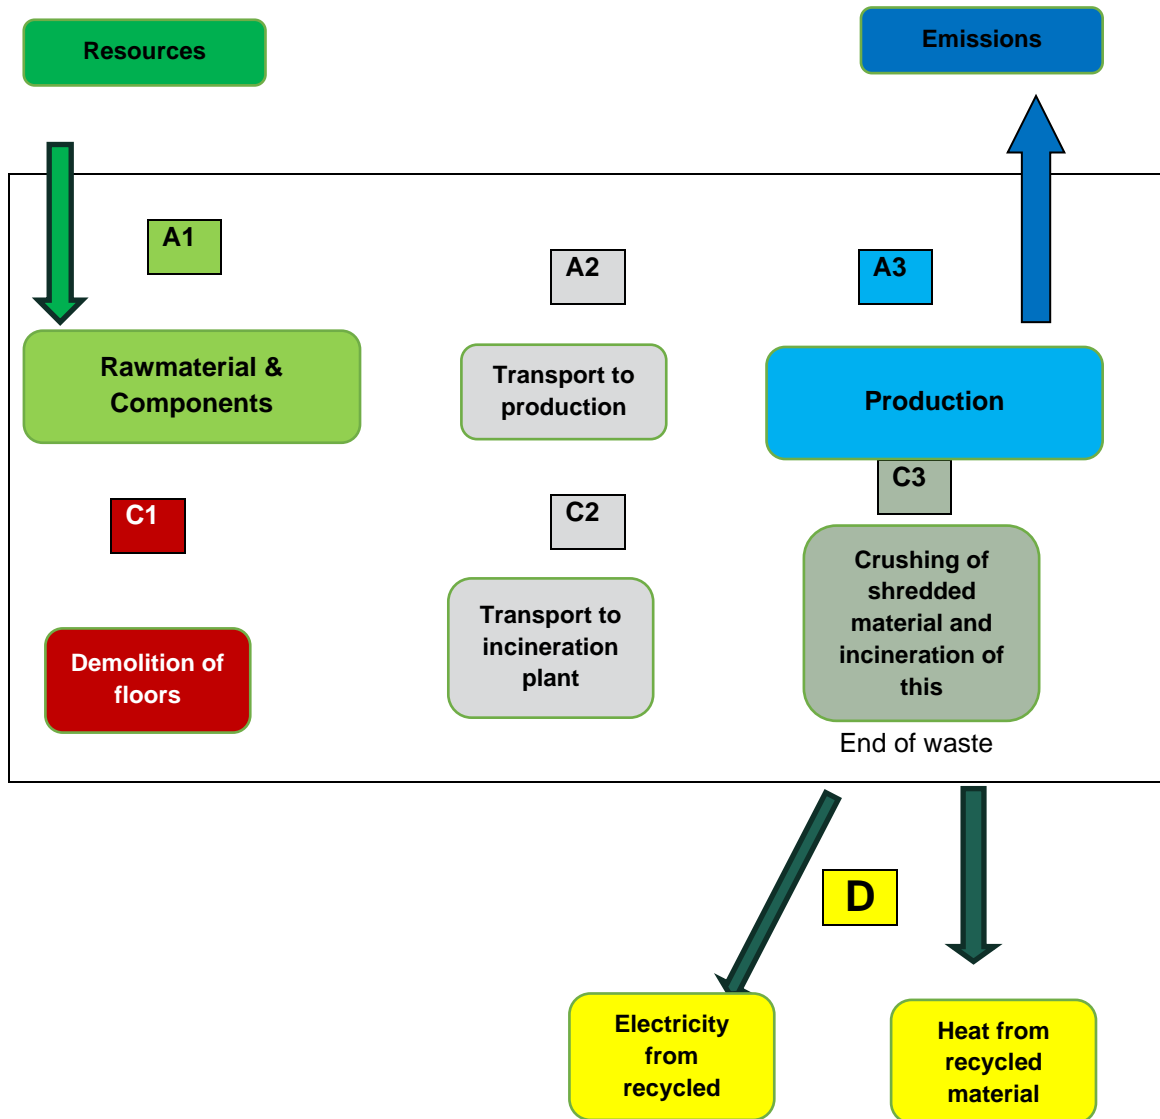 Resources
Emissions
A1
A2
A3
Rawmaterial &
Components
Transport to
production
Production
C1
C2
C3
Demolition of
floors
Transport to
incineration
plant
Crushing of
shredded
material and
incineration of
this
End of waste
D
Electricity
from
recycled
Heat from
recycled
material